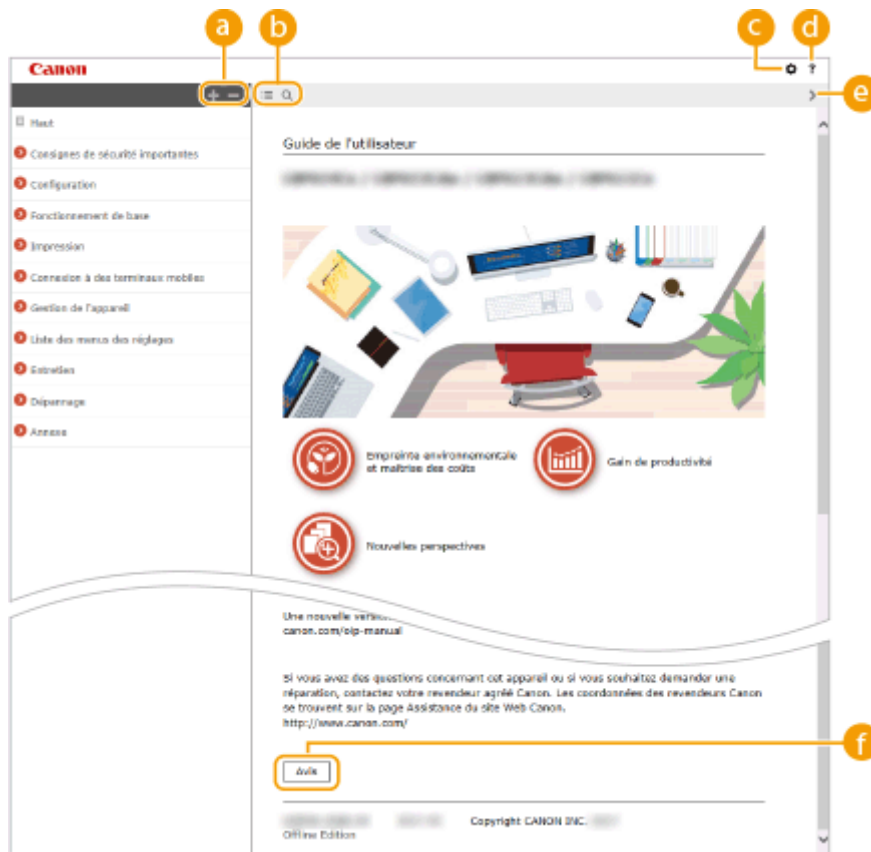 a
b
c
d
Canon
?
e
Haut
Guide de l'utilisateur
Consignes de sécurité importantes
Configuration
Fonctionnement de base
Impression
Connexion à des terminaux mobiles
Gestion de l'appareil
Liste des menus des réglages
Entretien
Dépannage
Annexe
Empreinte environnementale
et maîtrise des coûts
Gain de productivité
Nouvelles perspectives
Une nouvelle
canon.com/oip-manual
Si vous avez des questions concernant cet appareil ou si vous souhaitez demander une
réparation, contactez votre revendeur agréé Canon. Les coordonnées des revendeurs Canon
se trouvent sur la page Assistance du site Web Canon.
http://www.canon.com/
f
Avis
Copyright CANON INC.
Offline Edition